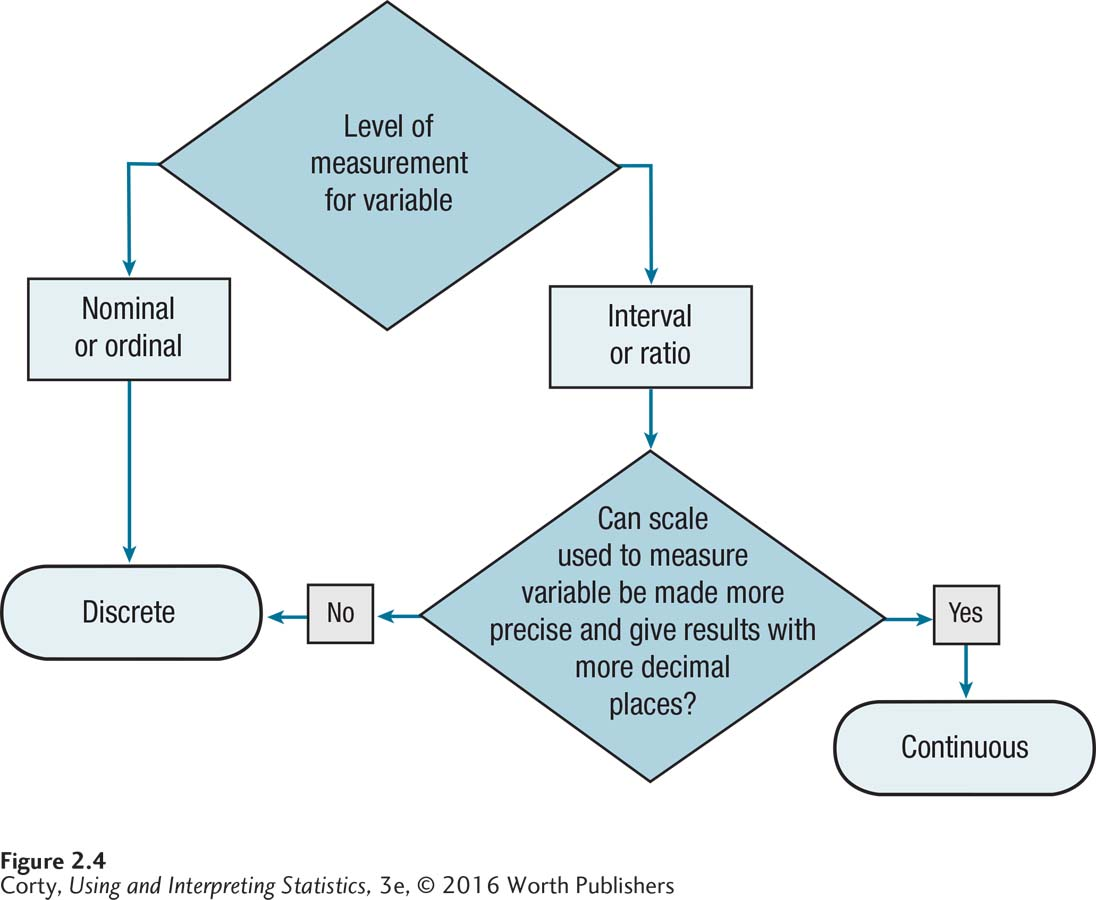 Level of
measurement
for variable
Nominal
or ordinal
Interval
or ratio
Can scale
used to measure
variable be made more
precise and give results with
more decimal
places?
Discrete
No
Yes
Continuous
Figure 2.4
Corty, Using and Interpreting Statistics, 3e, © 2016 Worth Publishers